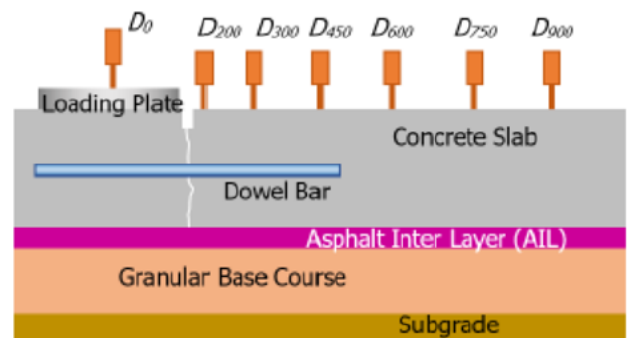 D0 D200 D300 D450 D600 D750 D900
Loading Plate
Concrete Slab
Dowel Bar
Asphalt Inter Layer (AIL)
Granular Base Course
Subgrade